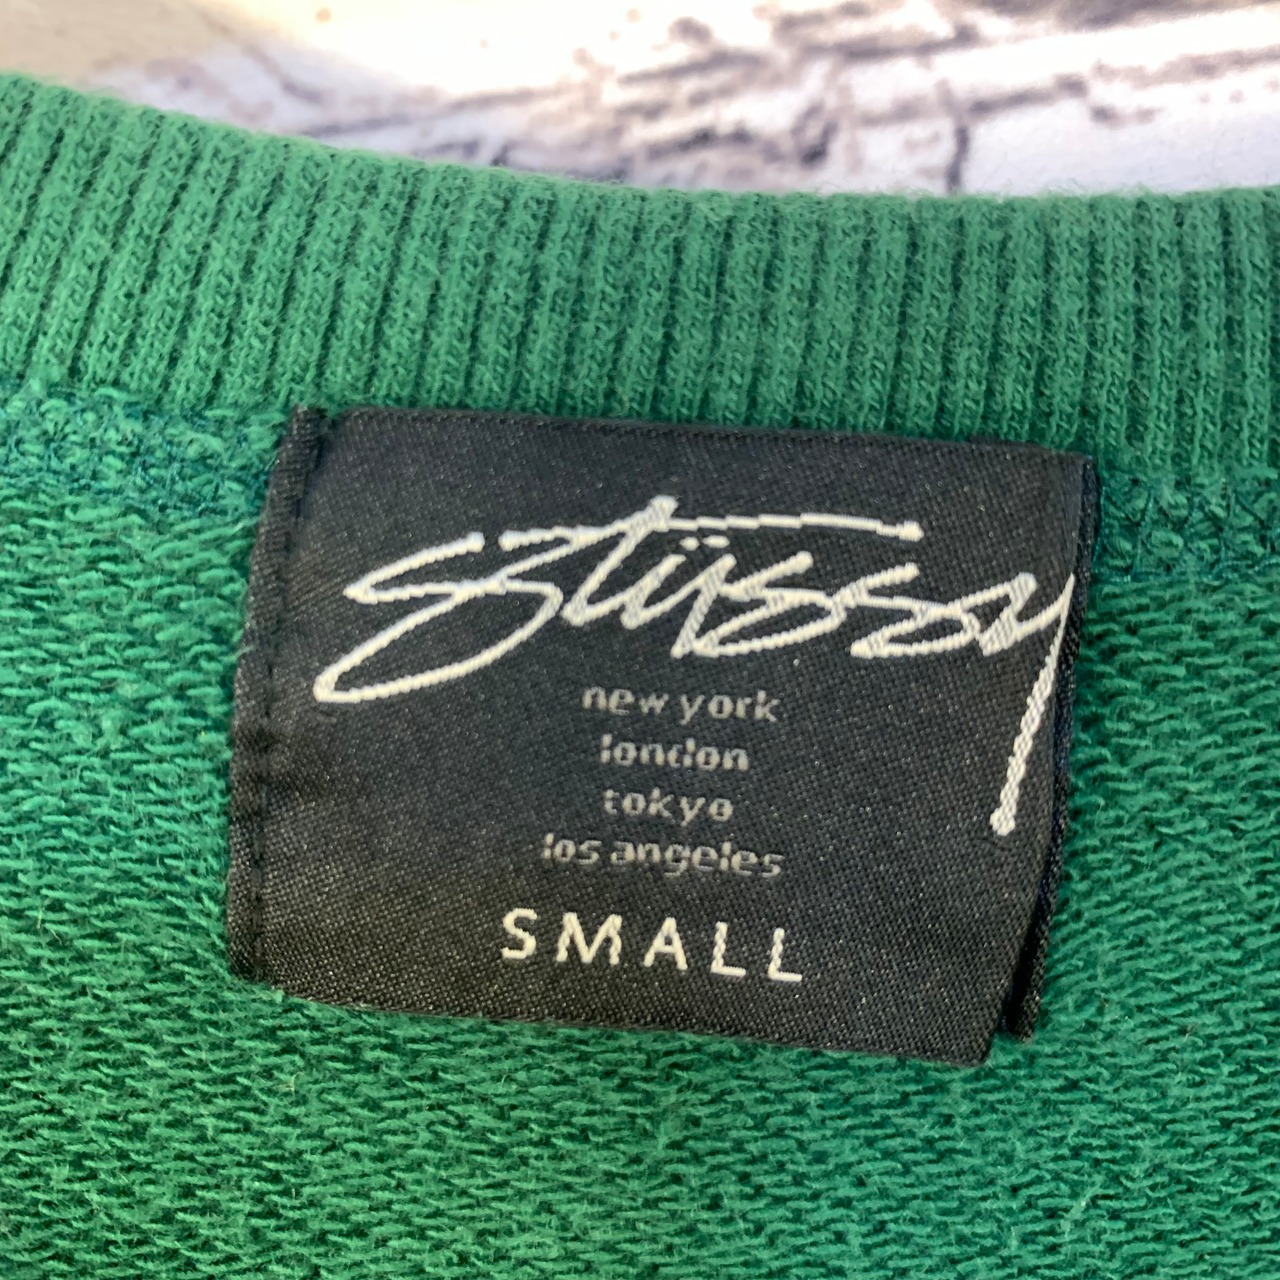 Stüssy
new york
london
tokyo
los angeles
SMALL